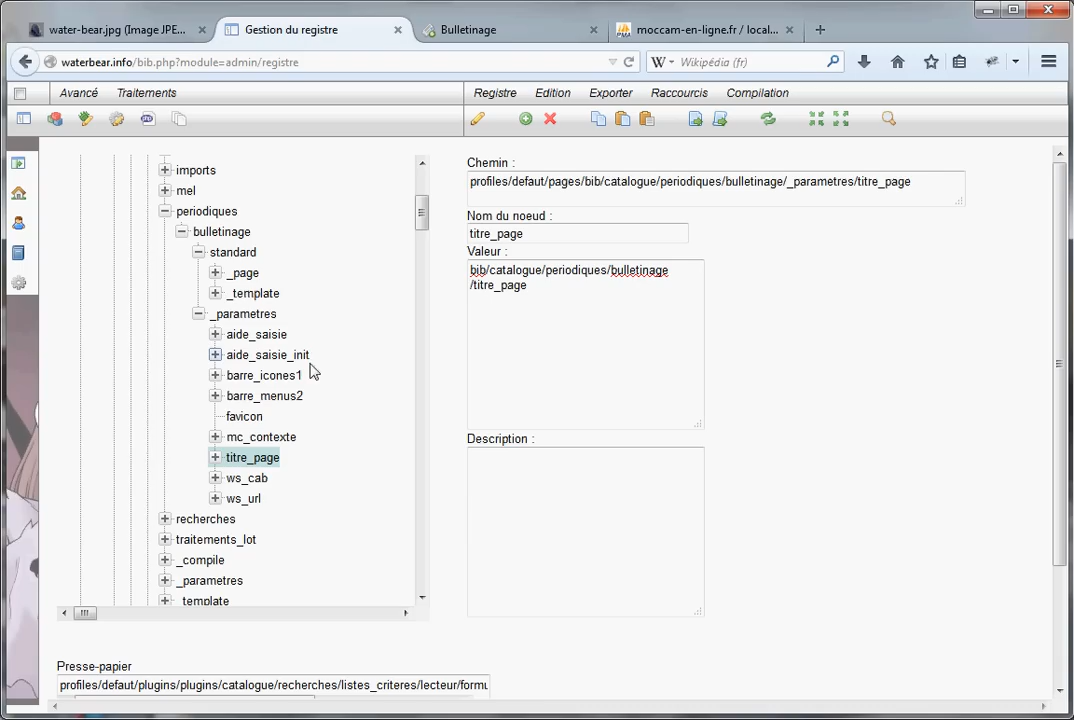 water-bear.jpg (Image JPE...
Gestion du registre
Bulletinage
moccam-en-ligne.fr / local...
waterbear.info/bib.php?module=admin/registre
W
Wikipédia (fr)
Avancé
Traitements
Registre
Edition
Exporter
Raccourcis
Compilation
imports
mel
periodiques
bulletinage
standard
_page
_template
_parametres
aide_saisie
aide_saisie_init
barre_icones1
barre_menus2
favicon
mc_contexte
titre_page
ws_cab
ws_url
recherches
traitements_lot
_compile
_parametres
_template
Chemin :
profiles/defaut/pages/bib/catalogue/periodiques/bulletinage/_parametres/titre_page
Nom du noeud :
titre_page
Valeur :
bib/catalogue/periodiques/bulletinage
/titre_page
Description :
Presse-papier
profiles/defaut/plugins/plugins/catalogue/recherches/listes_criteres/lecteur/formu